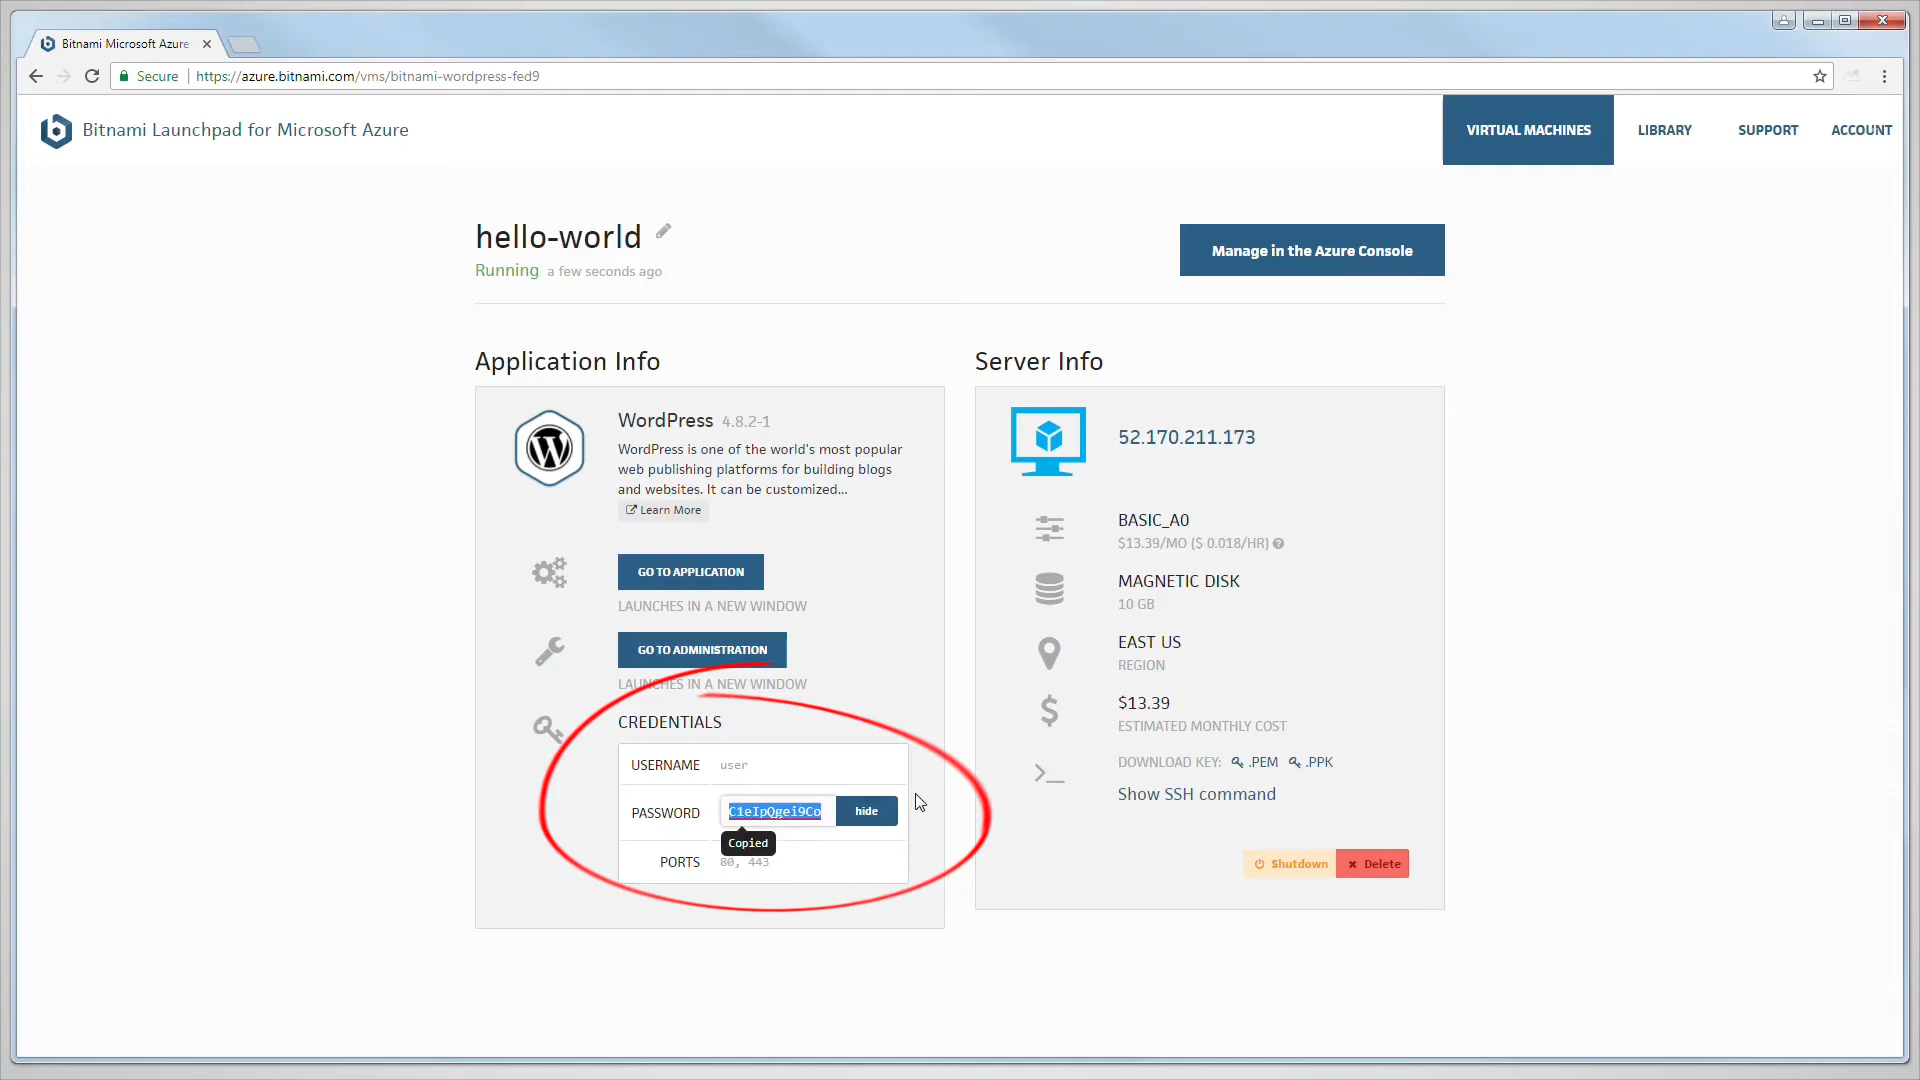 Bitnami Microsoft Azure
Secure https://azure.bitnami.com/vms/bitnami-wordpress-fed9
Bitnami Launchpad for Microsoft Azure
VIRTUAL MACHINES LIBRARY SUPPORT ACCOUNT
hello-world
Manage in the Azure Console
Running a few seconds ago
Application Info
WordPress 4.8.2-1
WordPress is one of the world's most popular
web publishing platforms for building blogs
and websites. It can be customized...
Learn More
GO TO APPLICATION
LAUNCHES IN A NEW WINDOW
GO TO ADMINISTRATION
LAUNCHES IN A NEW WINDOW
CREDENTIALS
USERNAME user
PASSWORD C1eIpQgei9Co hide
Copied
PORTS 80, 443
Server Info
52.170.211.173
BASIC_A0
$13.39/MO ($ 0.018/HR)
MAGNETIC DISK
10 GB
EAST US
REGION
$13.39
ESTIMATED MONTHLY COST
DOWNLOAD KEY: .PEM .PPK
Show SSH command
Shutdown Delete